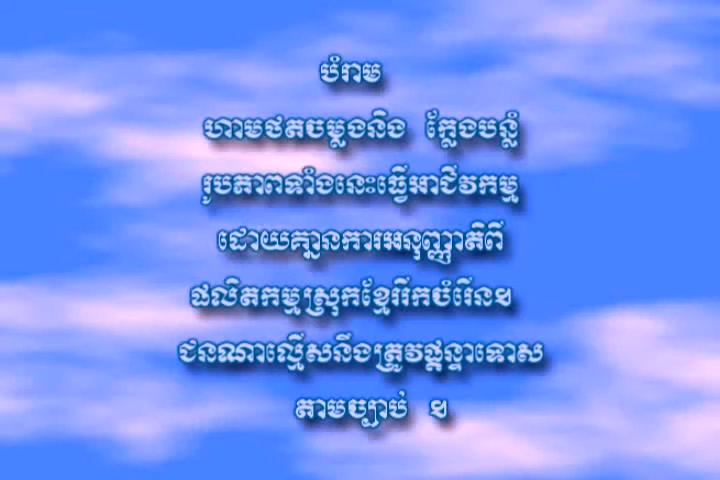 បំរាម
ហាមថតចម្លងនិង ក្លែងបន្លំ
រូបភាពទាំងនេះធ្វើអាជីវកម្ម
ដោយគ្មានការអនុញ្ញាតិពី
ផលិតកម្មស្រុកខ្មែររីកចំរើន។
ជនណាល្មើសនឹងត្រូវផ្តន្ទាទោស
តាមច្បាប់ ។